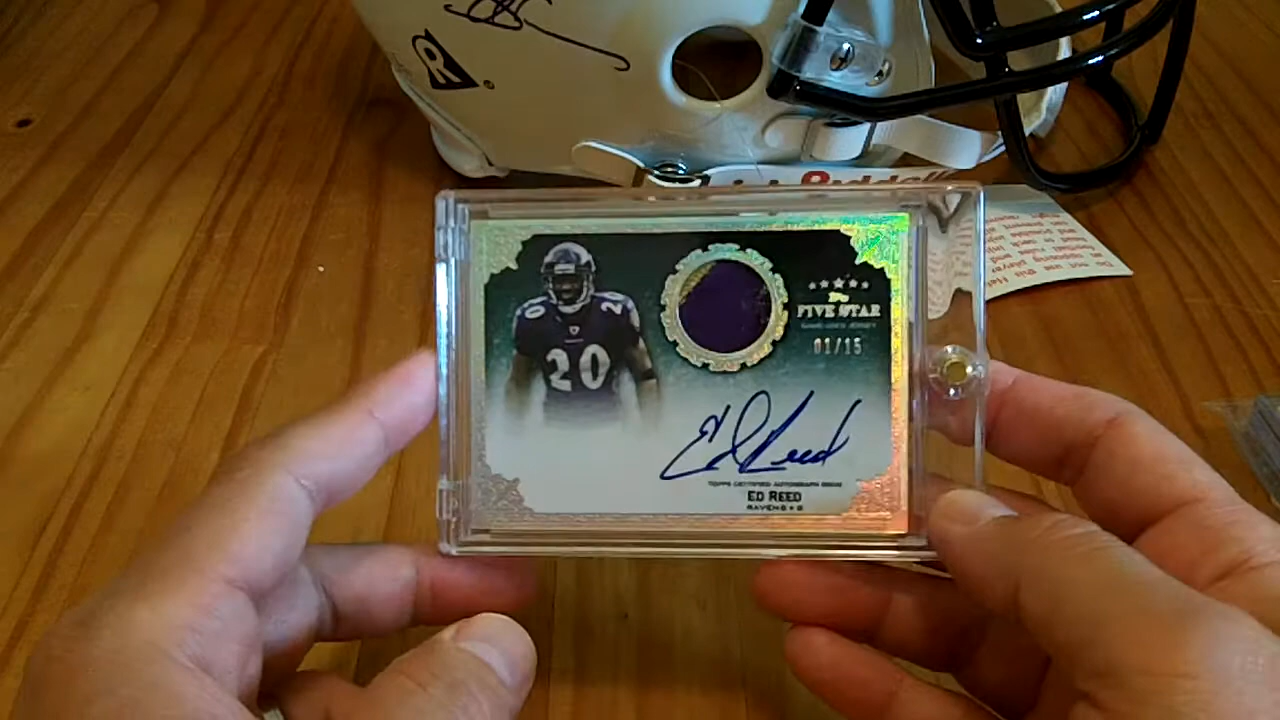 R
Riddell
20
20
20
FIVE STAR
GAME-USED JERSEY
01/15
Ed Reed
TOPPS CERTIFIED AUTOGRAPH ISSUE
ED REED
RAVENS • S